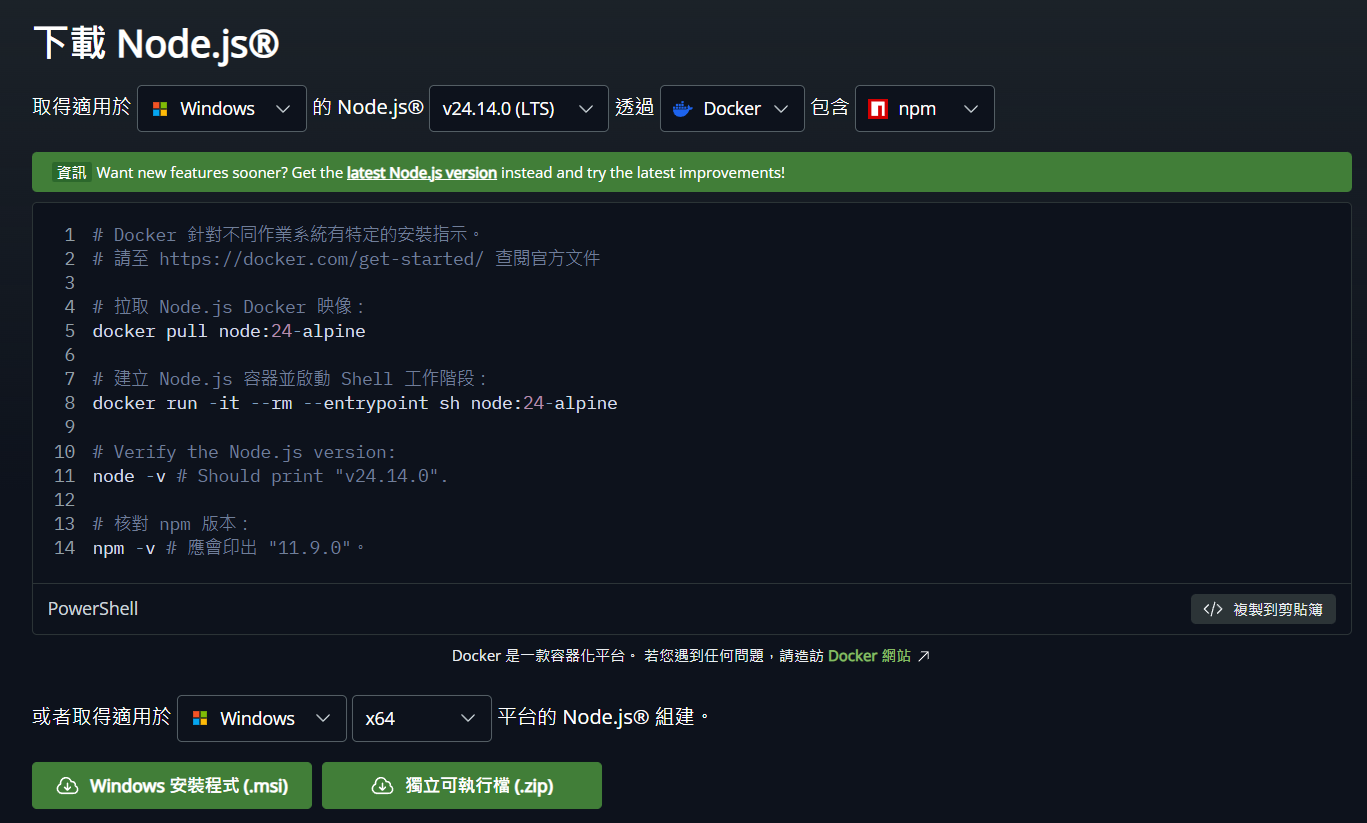 下載 Node.js®
取得適用於 Windows 的 Node.js® v24.14.0 (LTS) 透過 Docker 包含 npm
資訊 Want new features sooner? Get the latest Node.js version instead and try the latest improvements!
1 # Docker 針對不同作業系統有特定的安裝指示。
2 # 請至 https://docker.com/get-started/ 查閱官方文件
3
4 # 拉取 Node.js Docker 映像：
5 docker pull node:24-alpine
6
7 # 建立 Node.js 容器並啟動 Shell 工作階段：
8 docker run -it --rm --entrypoint sh node:24-alpine
9
10 # Verify the Node.js version:
11 node -v # Should print "v24.14.0".
12
13 # 核對 npm 版本：
14 npm -v # 應會印出 "11.9.0"。
PowerShell </> 複製到剪貼簿
Docker 是一款容器化平台。 若您遇到任何問題，請造訪 Docker 網站
或者取得適用於 Windows x64 平台的 Node.js® 組建。
Windows 安裝程式 (.msi) 獨立可執行檔 (.zip)